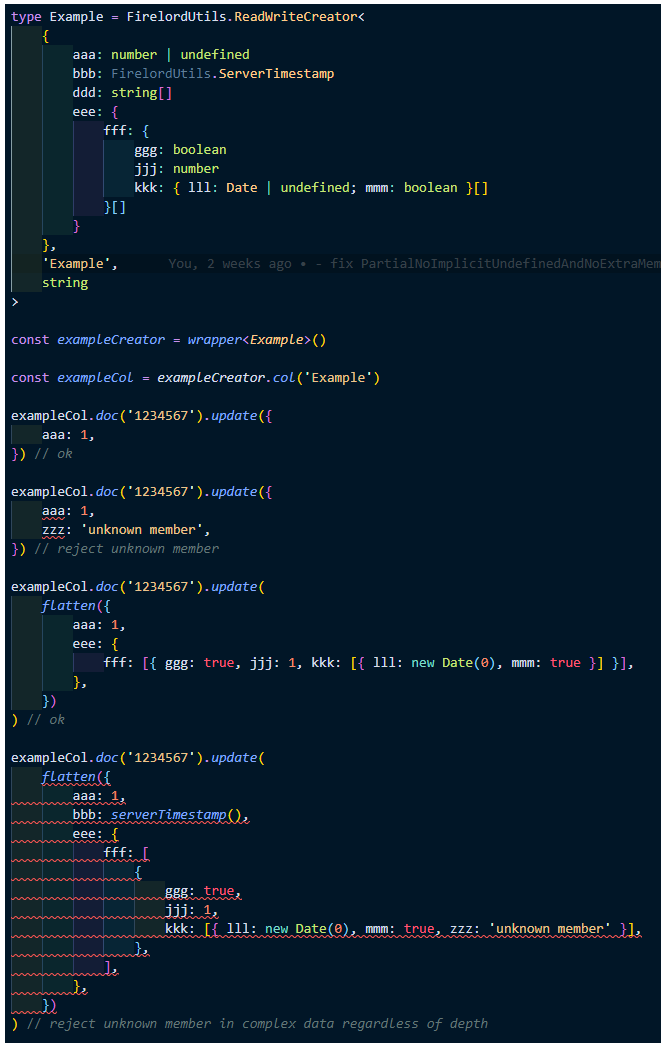 type Example = FirelordUtils.ReadWriteCreator<
{
aaa: number | undefined
bbb: FirelordUtils.ServerTimestamp
ddd: string[]
eee: {
fff: {
ggg: boolean
jjj: number
kkk: { lll: Date | undefined; mmm: boolean }[]
}[]
}
},
'Example', You, 2 weeks ago • - fix PartialNoImplicitUndefinedAndNoExtraMem
string
>
const exampleCreator = wrapper<Example>()
const exampleCol = exampleCreator.col('Example')
exampleCol.doc('1234567').update({
aaa: 1,
}) // ok
exampleCol.doc('1234567').update({
aaa: 1,
zzz: 'unknown member',
}) // reject unknown member
exampleCol.doc('1234567').update(
flatten({
aaa: 1,
eee: {
fff: [{ ggg: true, jjj: 1, kkk: [{ lll: new Date(0), mmm: true }] }],
},
})
) // ok
exampleCol.doc('1234567').update(
flatten({
aaa: 1,
bbb: serverTimestamp(),
eee: {
fff: [
{
ggg: true,
jjj: 1,
kkk: [{ lll: new Date(0), mmm: true, zzz: 'unknown member' }],
},
],
},
})
) // reject unknown member in complex data regardless of depth